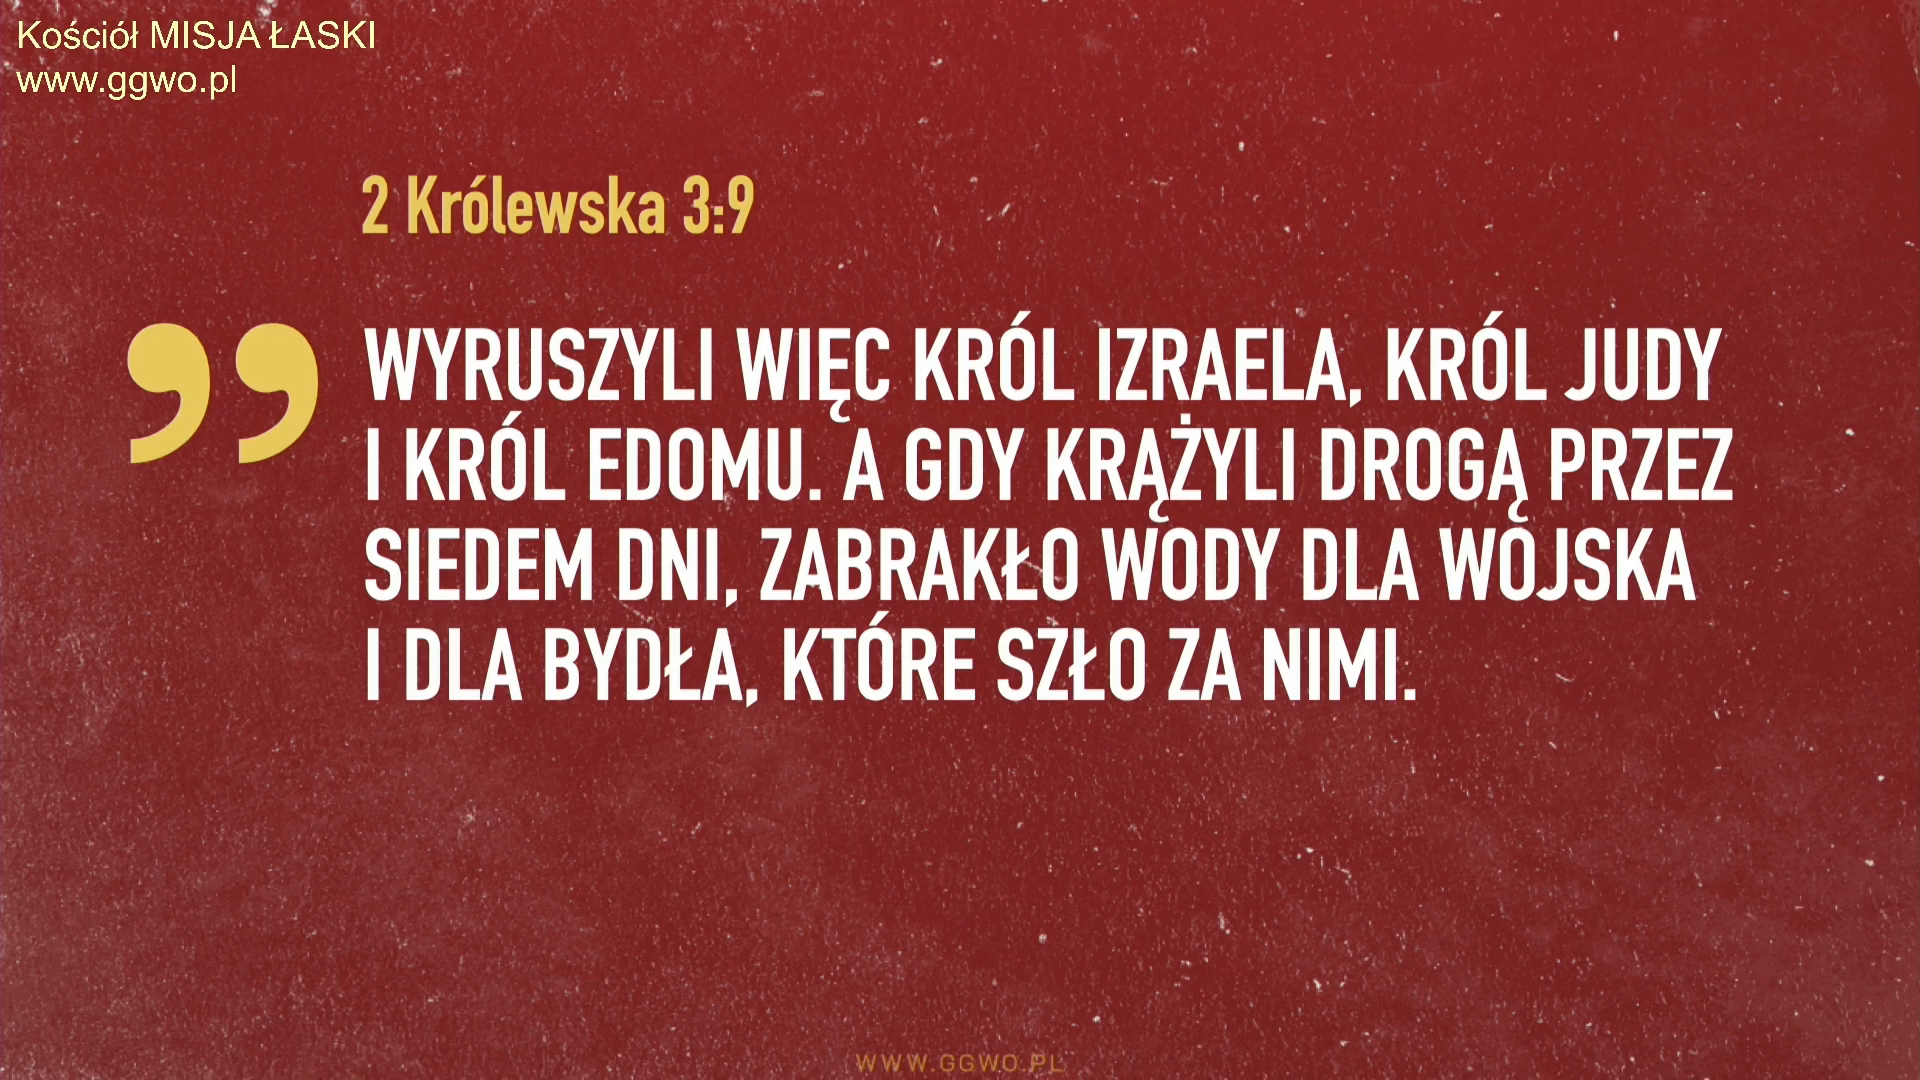 Kościół MISJA ŁASKI
www.ggwo.pl
2 Królewska 3:9
WYRUSZYLI WIĘC KRÓL IZRAELA, KRÓL JUDY
I KRÓL EDOMU. A GDY KRĄŻYLI DROGĄ PRZEZ
SIEDEM DNI, ZABRAKŁO WODY DLA WOJSKA
I DLA BYDŁA, KTÓRE SZŁO ZA NIMI.
WWW.GGWO.PL